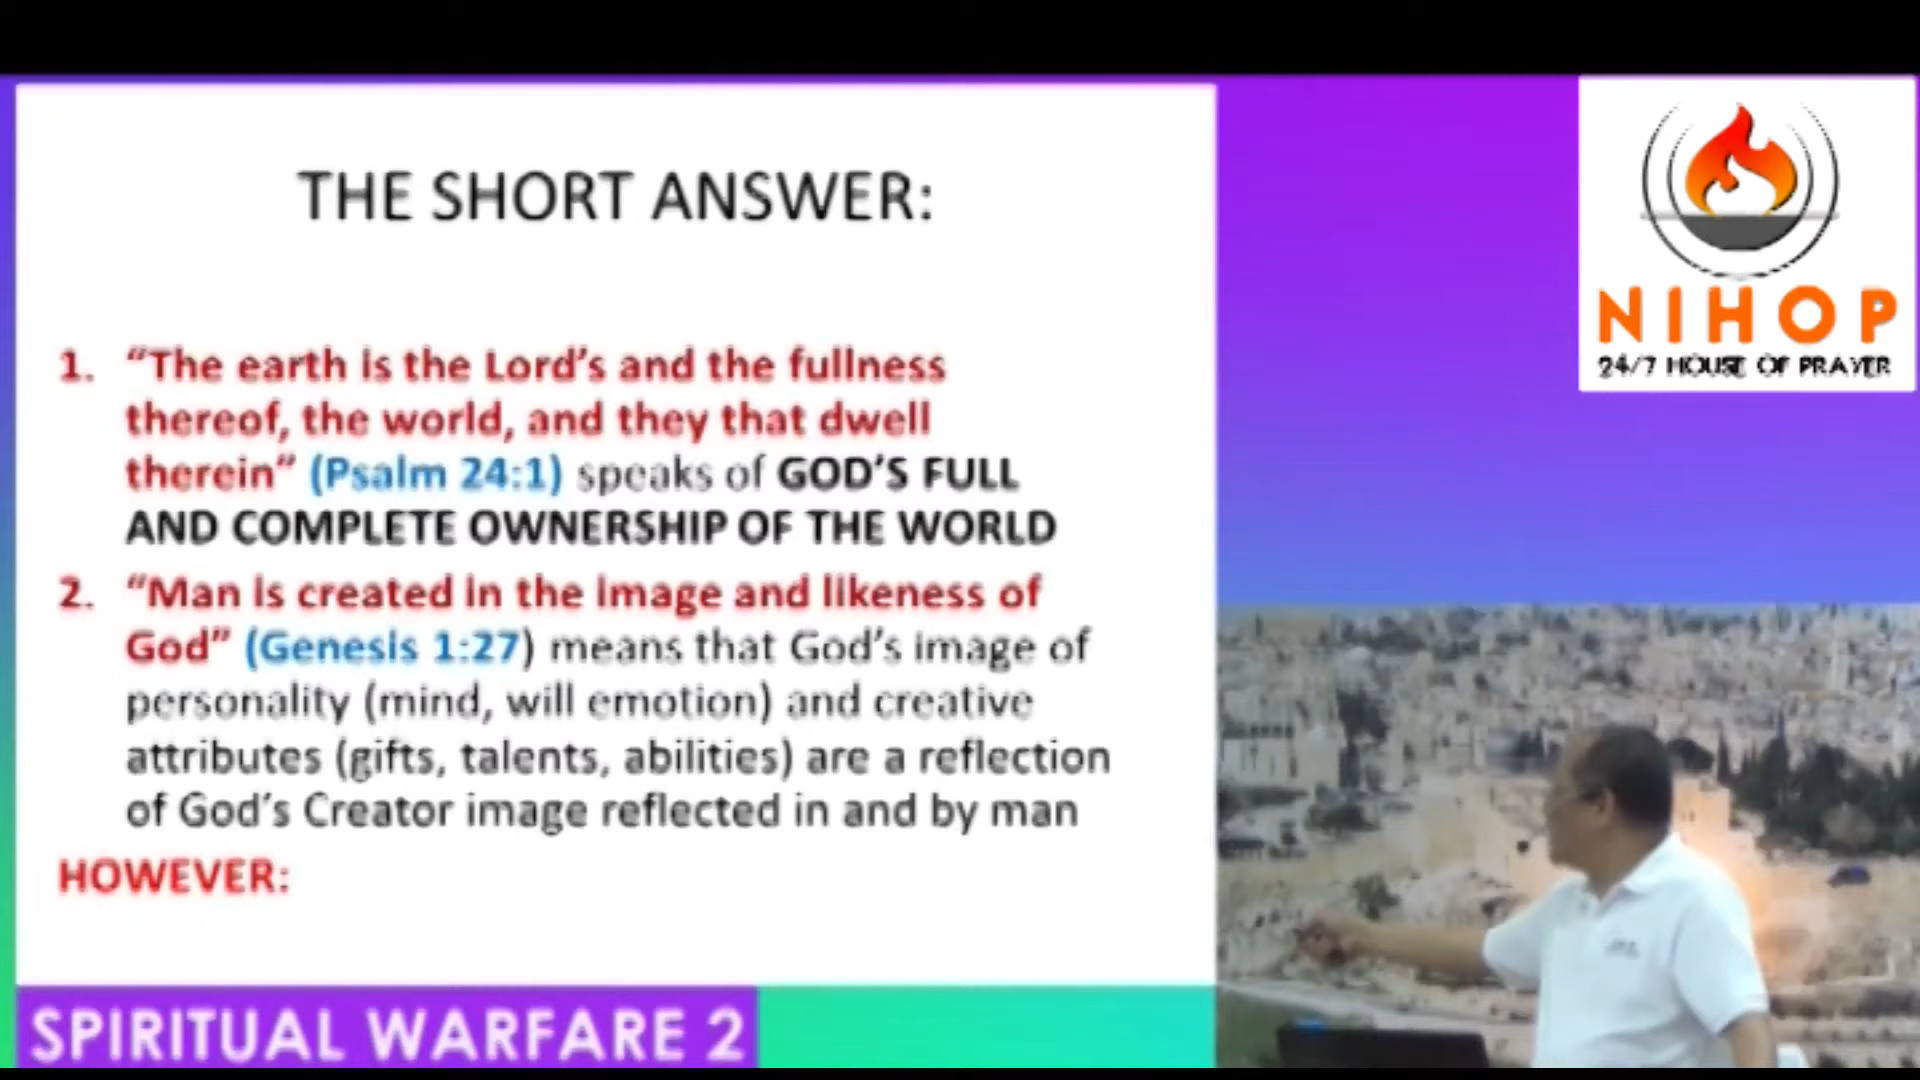 THE SHORT ANSWER:
1. “The earth is the Lord’s and the fullness
thereof, the world, and they that dwell
therein” (Psalm 24:1) speaks of GOD’S FULL
AND COMPLETE OWNERSHIP OF THE WORLD
2. “Man is created in the image and likeness of
God” (Genesis 1:27) means that God’s image of
personality (mind, will emotion) and creative
attributes (gifts, talents, abilities) are a reflection
of God’s Creator image reflected in and by man
HOWEVER:
NIHOP
24/7 HOUSE OF PRAYER
SPIRITUAL WARFARE 2